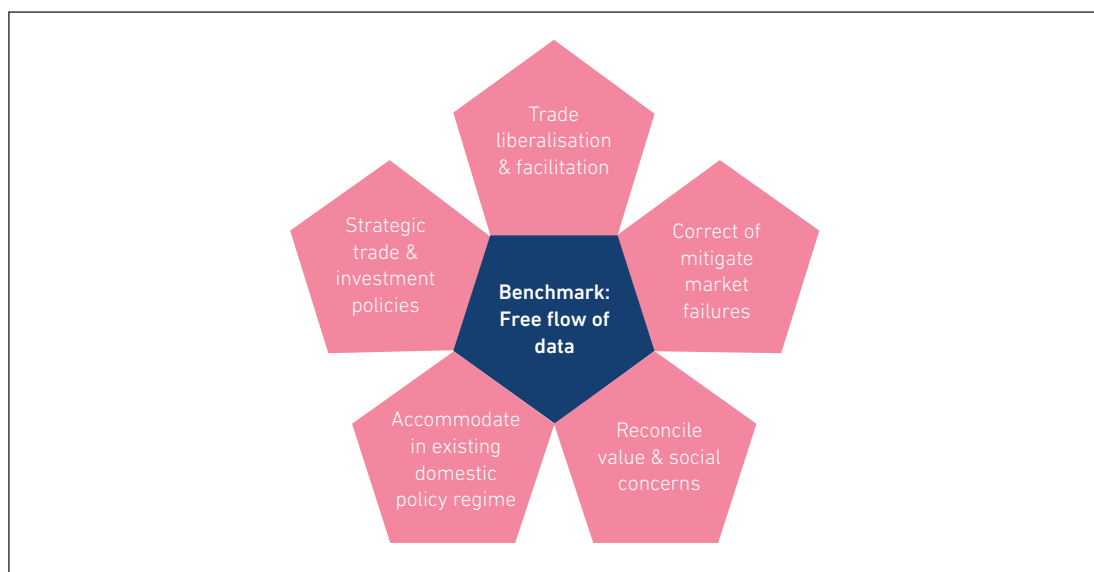 Trade
liberalisation
& facilitation
Strategic
trade &
investment
policies
Correct of
mitigate
market
failures
Benchmark:
Free flow of
data
Accommodate
in existing
domestic
policy regime
Reconcile
value & social
concerns